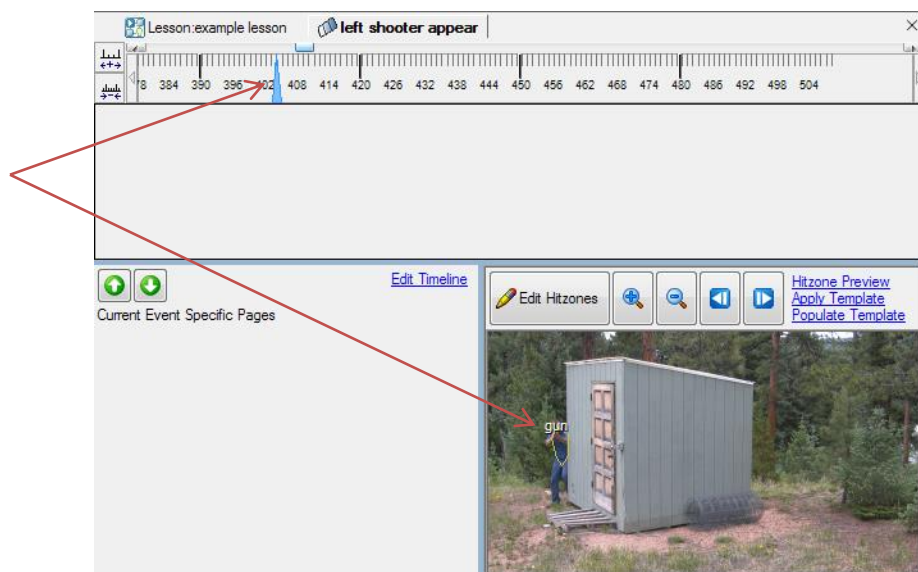 Lesson:example lesson left shooter appear
8 384 390 396 402 408 414 420 426 432 438 444 450 456 462 468 474 480 486 492 498 504
Edit Timeline
Current Event Specific Pages
Edit Hitzones
Hitzone Preview
Apply Template
Populate Template
gun